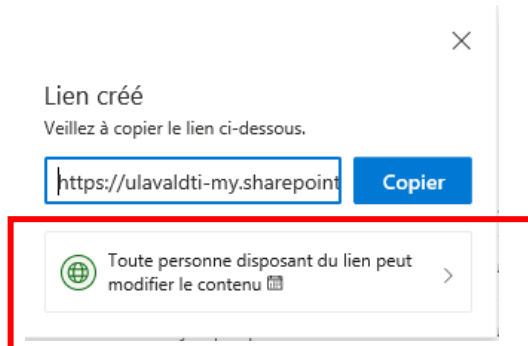 Lien créé
Veillez à copier le lien ci-dessous.
https://ulavaldti-my.sharepoint
Copier
Toute personne disposant du lien peut
modifier le contenu